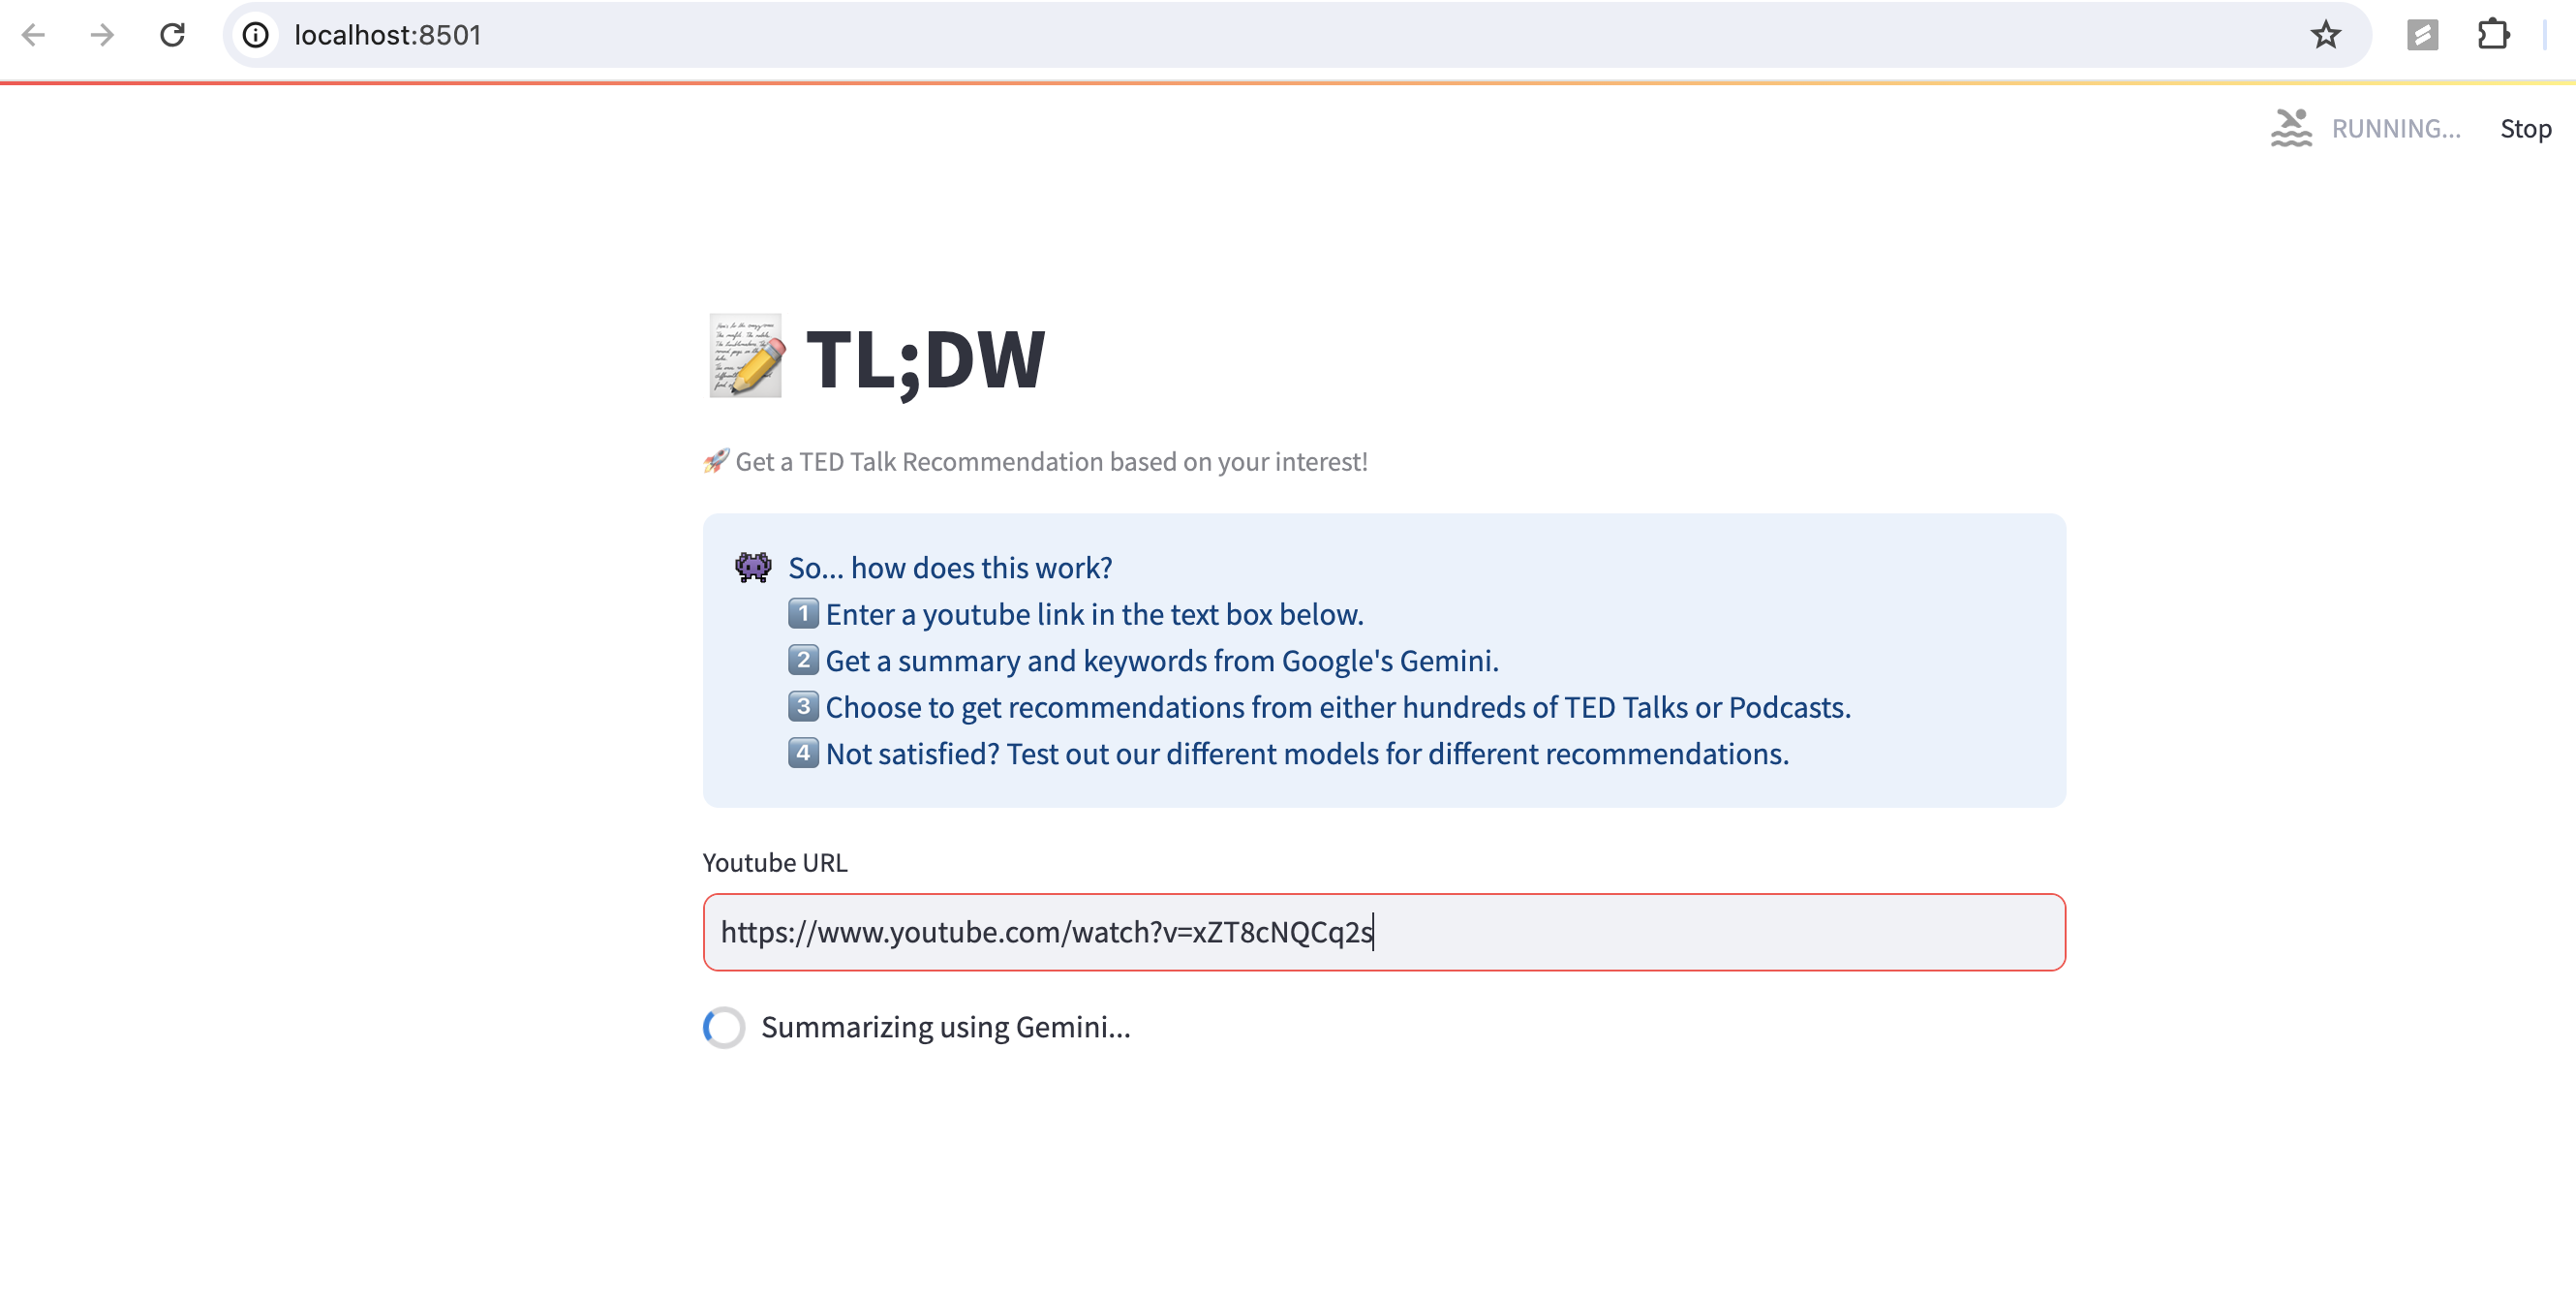 localhost:8501
RUNNING... Stop
TL;DW
Get a TED Talk Recommendation based on your interest!
So... how does this work?
1 Enter a youtube link in the text box below.
2 Get a summary and keywords from Google's Gemini.
3 Choose to get recommendations from either hundreds of TED Talks or Podcasts.
4 Not satisfied? Test out our different models for different recommendations.
Youtube URL
https://www.youtube.com/watch?v=xZT8cNQCq2s
Summarizing using Gemini...